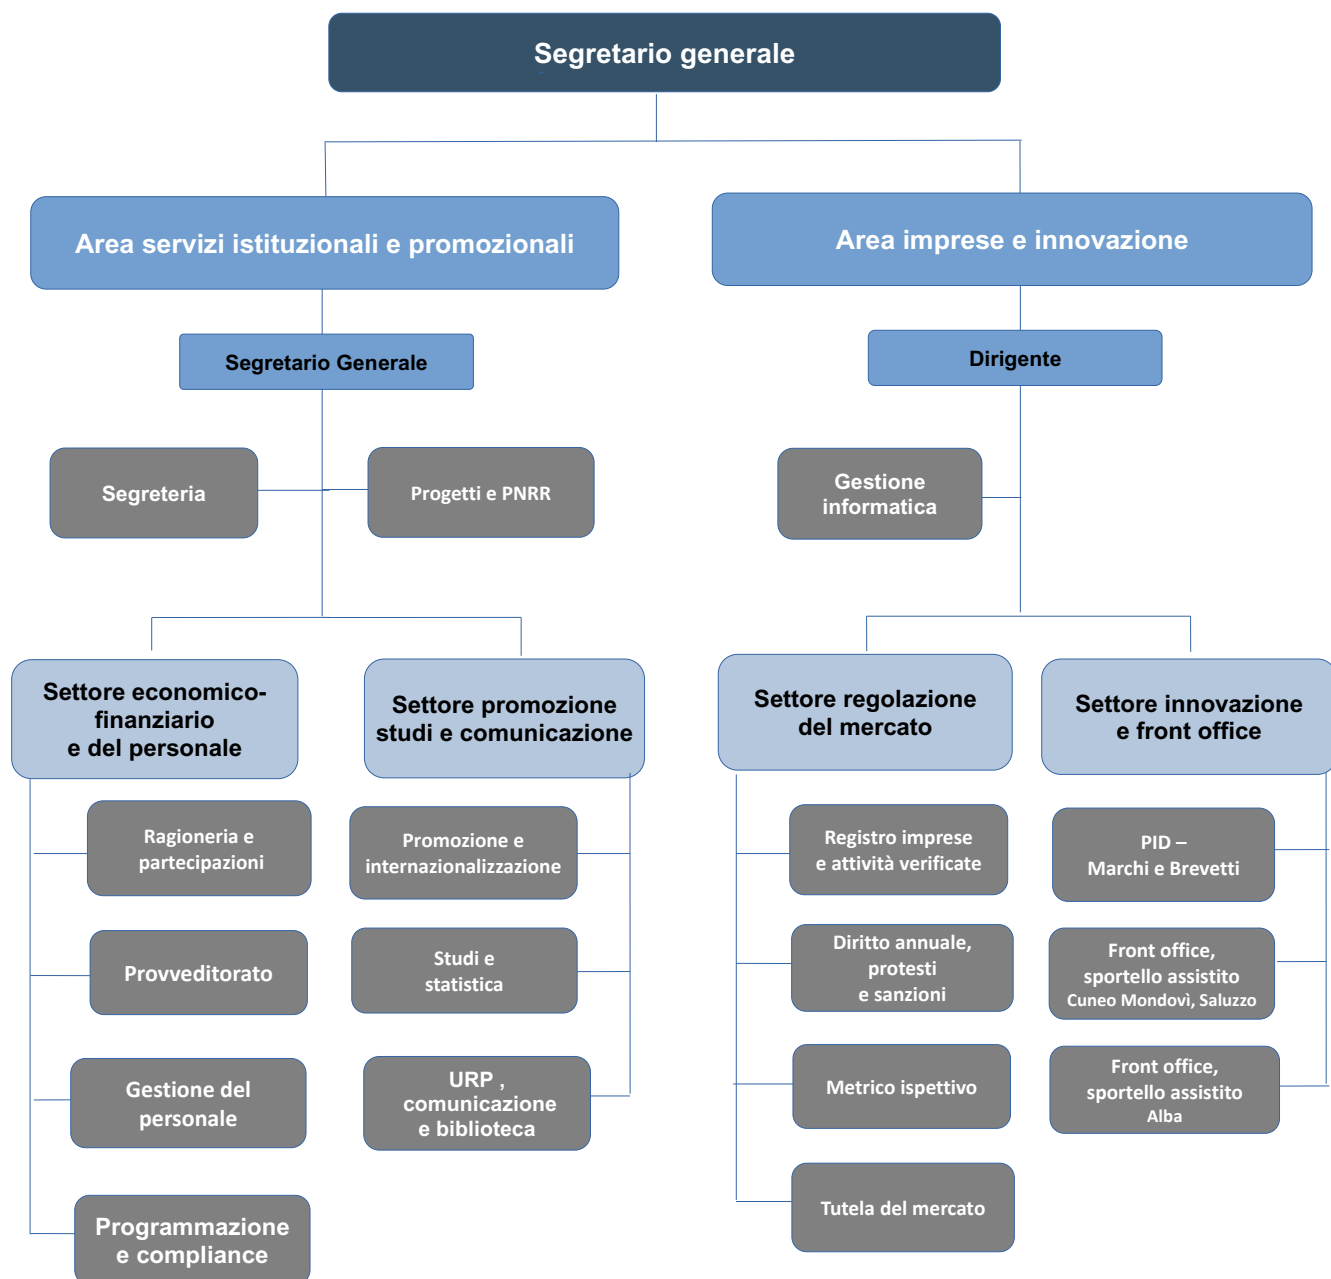 Segretario generale
Area servizi istituzionali e promozionali
Area imprese e innovazione
Segretario Generale
Dirigente
Segreteria
Progetti e PNRR
Gestione
informatica
Settore economico-
finanziario
e del personale
Settore promozione
studi e comunicazione
Settore regolazione
del mercato
Settore innovazione
e front office
Ragioneria e
partecipazioni
Promozione e
internazionalizzazione
Registro imprese
e attività verificate
PID –
Marchi e Brevetti
Provveditorato
Studi e
statistica
Diritto annuale,
protesti
e sanzioni
Front office,
sportello assistito
Cuneo Mondovì, Saluzzo
Gestione del
personale
URP ,
comunicazione
e biblioteca
Metrico ispettivo
Front office,
sportello assistito
Alba
Programmazione
e compliance
Tutela del mercato